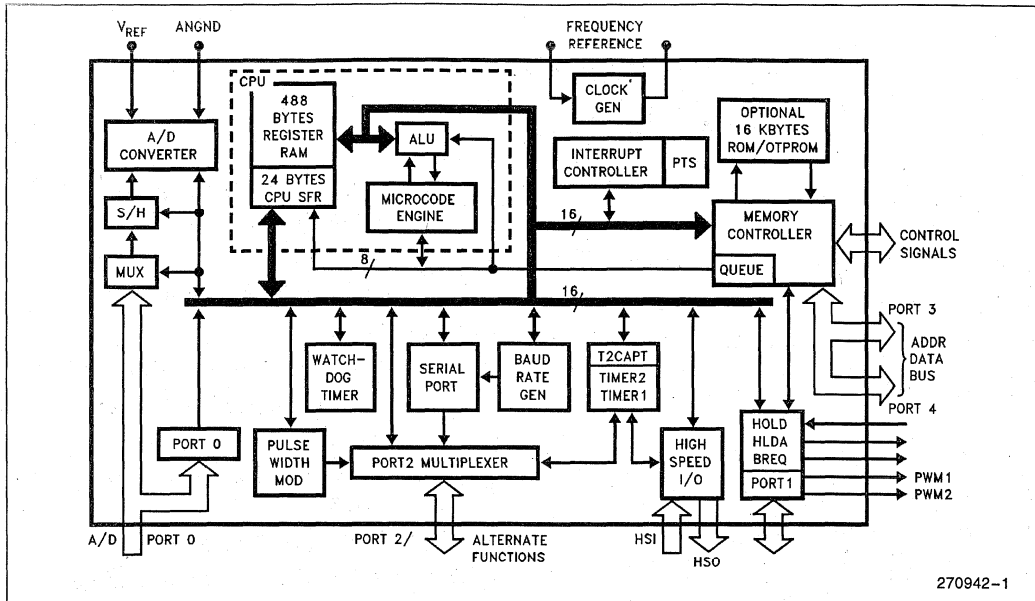 V_REF ANGND
FREQUENCY
REFERENCE
CPU
488
BYTES
REGISTER
RAM
24 BYTES
CPU SFR
ALU
MICROCODE
ENGINE
CLOCK
GEN
A/D
CONVERTER
S/H
MUX
INTERRUPT
CONTROLLER
PTS
OPTIONAL
16 KBYTES
ROM/OTPROM
MEMORY
CONTROLLER
QUEUE
CONTROL
SIGNALS
16
8
16
PORT 3
ADDR
DATA
BUS
PORT 4
WATCH-
DOG
TIMER
SERIAL
PORT
BAUD
RATE
GEN
T2CAPT
TIMER2
TIMER1
PORT 0
PULSE
WIDTH
MOD
PORT2 MULTIPLEXER
HIGH
SPEED
I/O
HOLD
HLDA
BREQ
PORT1
PWM1
PWM2
A/D PORT 0
PORT 2/ ALTERNATE
FUNCTIONS
HSI
HSO
270942-1